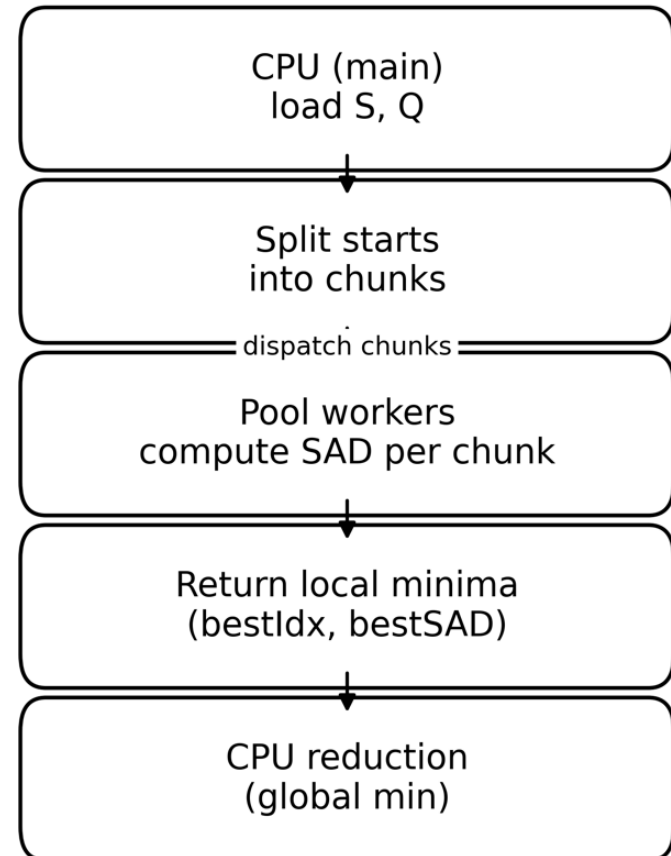 CPU (main)
load S, Q
Split starts
into chunks
dispatch chunks
Pool workers
compute SAD per chunk
Return local minima
(bestIdx, bestSAD)
CPU reduction
(global min)